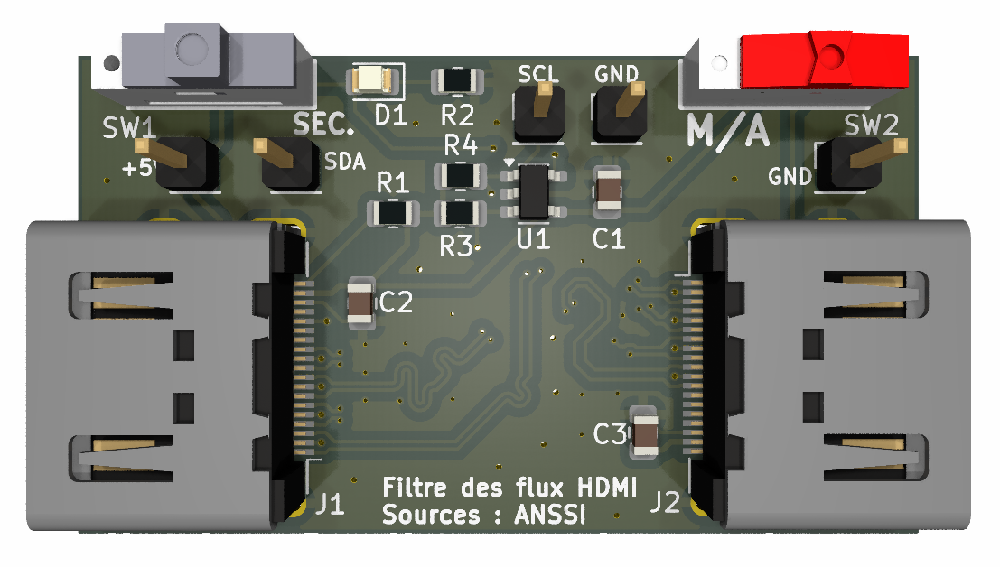 SCL
GND
D1
R2
SW1
SEC.
M/A
SW2
R4
+5V
SDA
GND
R1
R3
U1
C1
C2
C3
Filtre des flux HDMI
Sources : ANSSI
J1
J2